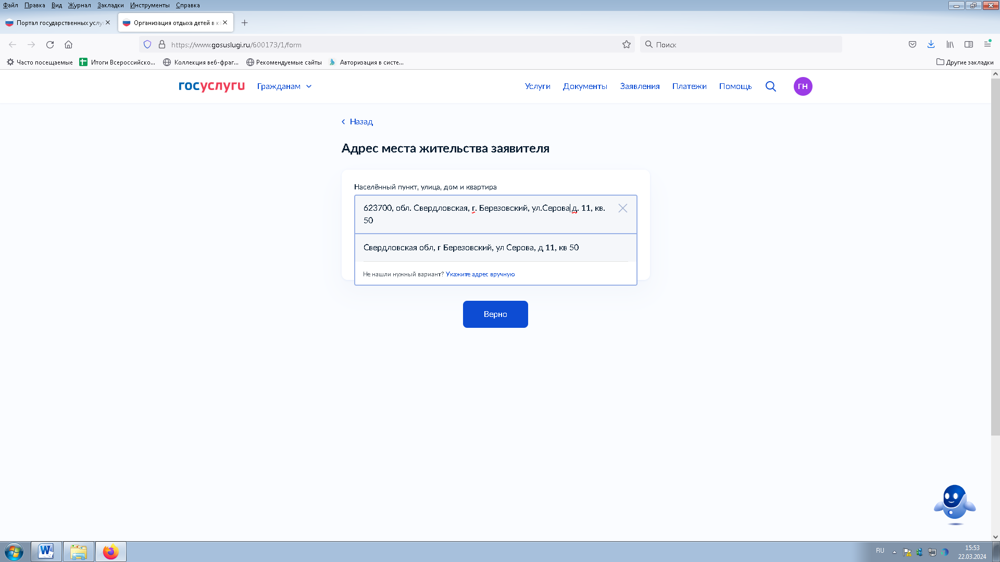 Файл Правка Вид Журнал Закладки Инструменты Справка
Портал государственных услу
Организация отдыха детей в к
https://www.gosuslugi.ru/600173/1/form
Поиск
Часто посещаемые Итоги Всероссийско... Коллекция веб-фраг... Рекомендуемые сайты Авторизация в систе... Другие закладки
госуслуги Гражданам Услуги Документы Заявления Платежи Помощь ГН
Назад
Адрес места жительства заявителя
Населённый пункт, улица, дом и квартира
623700, обл. Свердловская, г. Березовский, ул.Серова д. 11, кв.
50
Свердловская обл, г Березовский, ул Серова, д 11, кв 50
Не нашли нужный вариант? Укажите адрес вручную
Верно
RU
15:53
22.03.2024